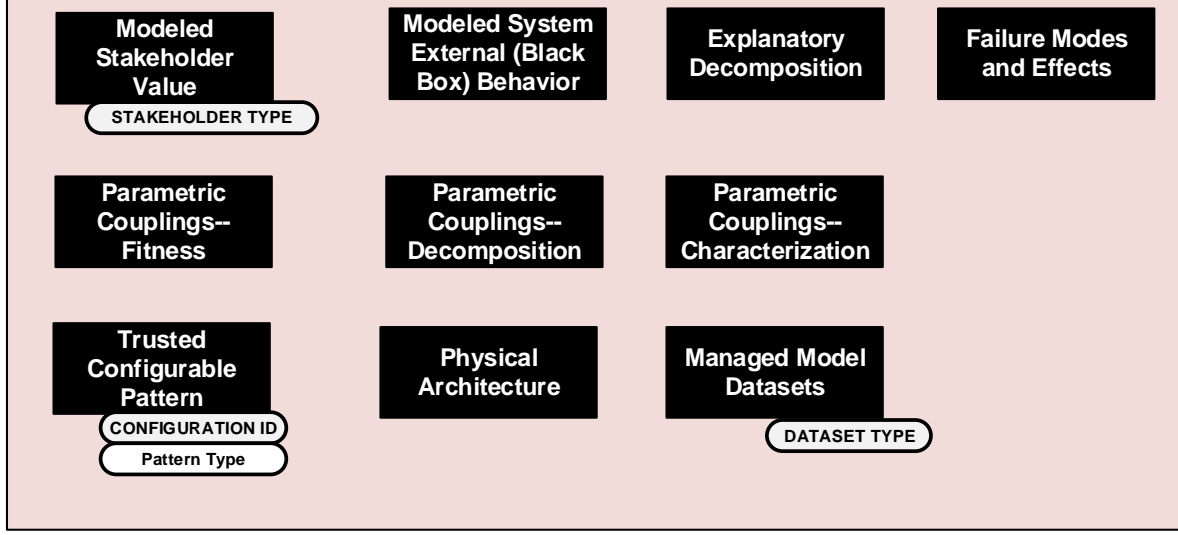 Modeled
Stakeholder
Value
STAKEHOLDER TYPE
Modeled System
External (Black
Box) Behavior
Explanatory
Decomposition
Failure Modes
and Effects
Parametric
Couplings--
Fitness
Parametric
Couplings--
Decomposition
Parametric
Couplings--
Characterization
Trusted
Configurable
Pattern
CONFIGURATION ID
Pattern Type
Physical
Architecture
Managed Model
Datasets
DATASET TYPE